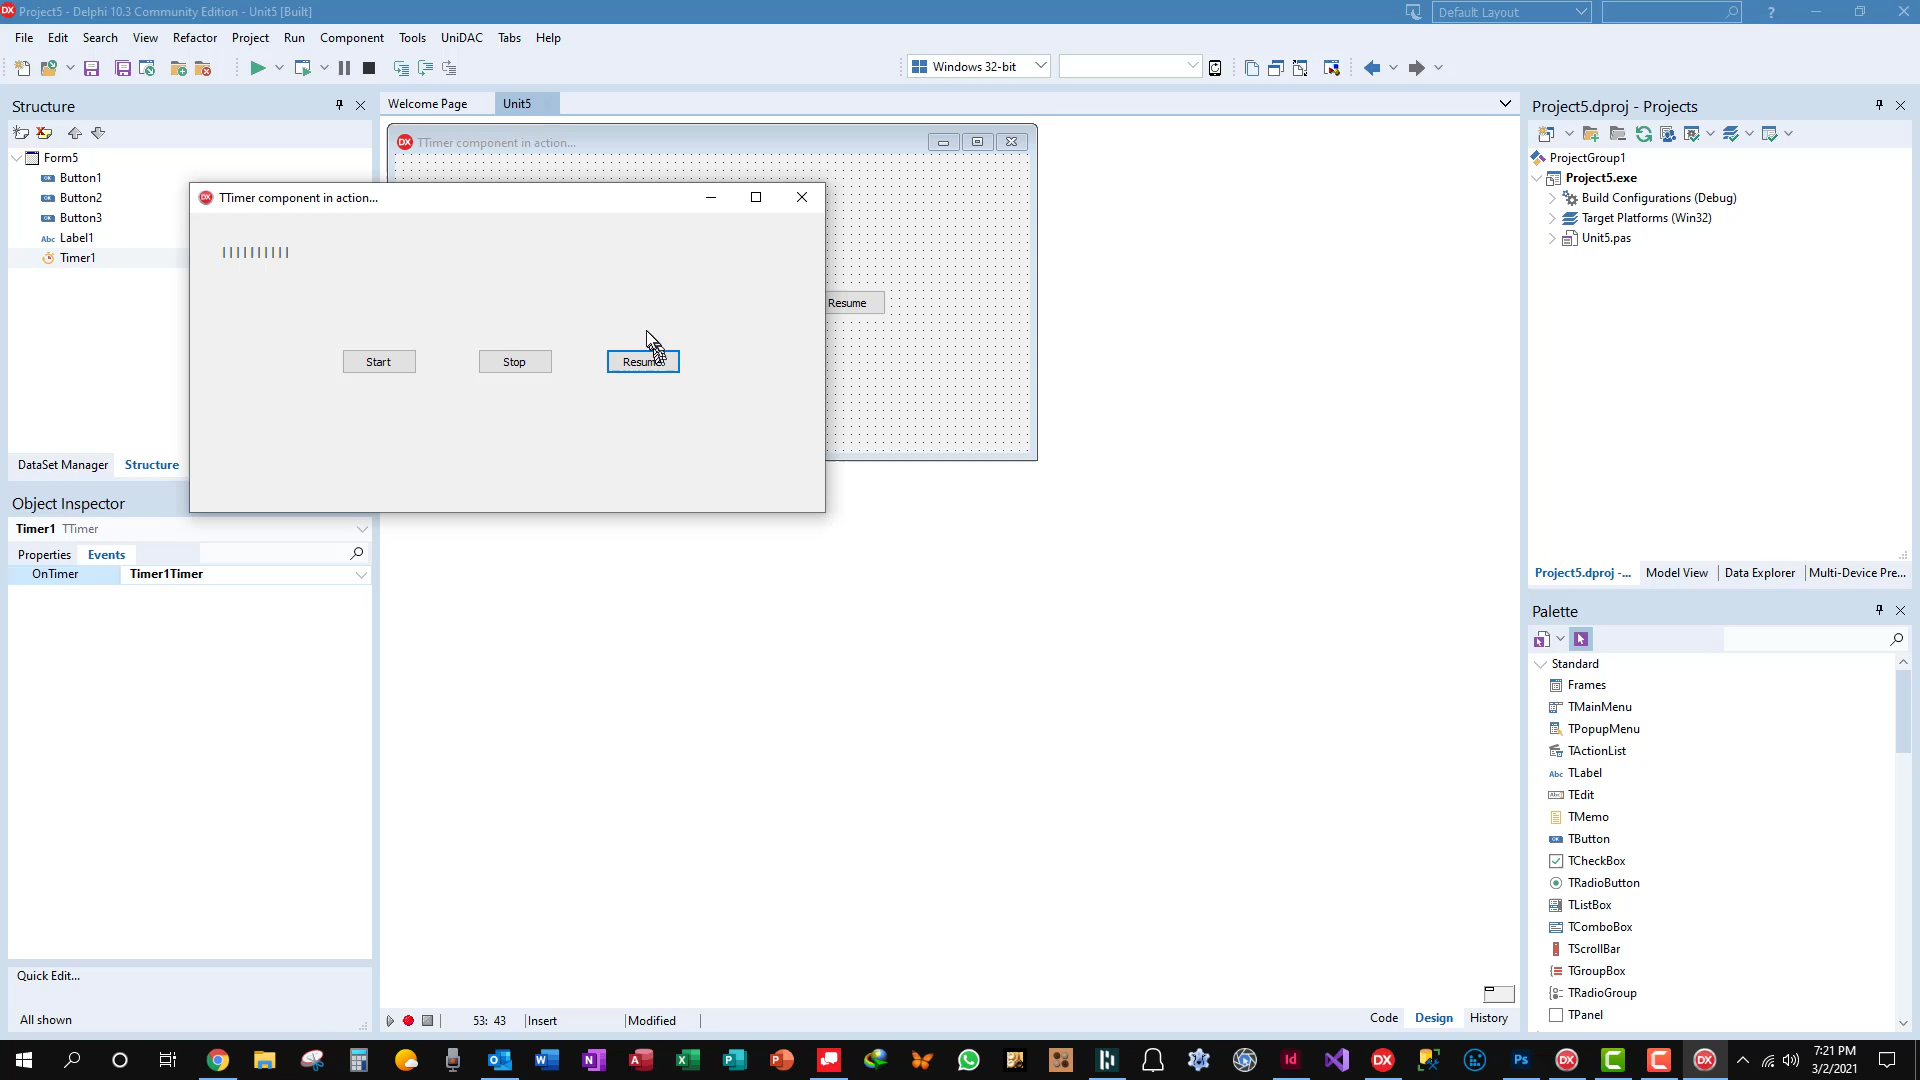 Project5 - Delphi 10.3 Community Edition - Unit5 [Built]
Default Layout
File Edit Search View Refactor Project Run Component Tools UniDAC Tabs Help
Windows 32-bit
Structure
Form5
Button1
Button2
Button3
Label1
Timer1
DataSet Manager
Structure
Object Inspector
Timer1 TTimer
Properties
Events
OnTimer
Timer1Timer
Quick Edit...
All shown
Welcome Page
Unit5
TTimer component in action...
Resume
TTimer component in action...
||||||||||
Start
Stop
Resume
53: 43
Insert
Modified
Code
Design
History
Project5.dproj - Projects
ProjectGroup1
Project5.exe
Build Configurations (Debug)
Target Platforms (Win32)
Unit5.pas
Project5.dproj -...
Model View
Data Explorer
Multi-Device Pre...
Palette
Standard
Frames
TMainMenu
TPopupMenu
TActionList
TLabel
TEdit
TMemo
TButton
TCheckBox
TRadioButton
TListBox
TComboBox
TScrollBar
TGroupBox
TRadioGroup
TPanel
7:21 PM
3/2/2021